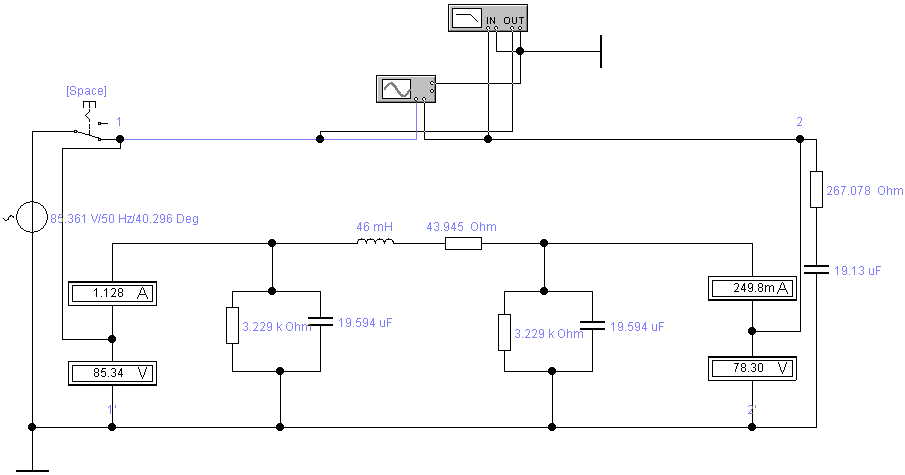 IN OUT
[Space]
1
2
267.078 Ohm
85.361 V/50 Hz/40.296 Deg
46 mH
43.945 Ohm
19.13 uF
1.128 A
249.8mA
3.229 k Ohm
19.594 uF
3.229 k Ohm
19.594 uF
85.34 V
78.30 V
1'
2'